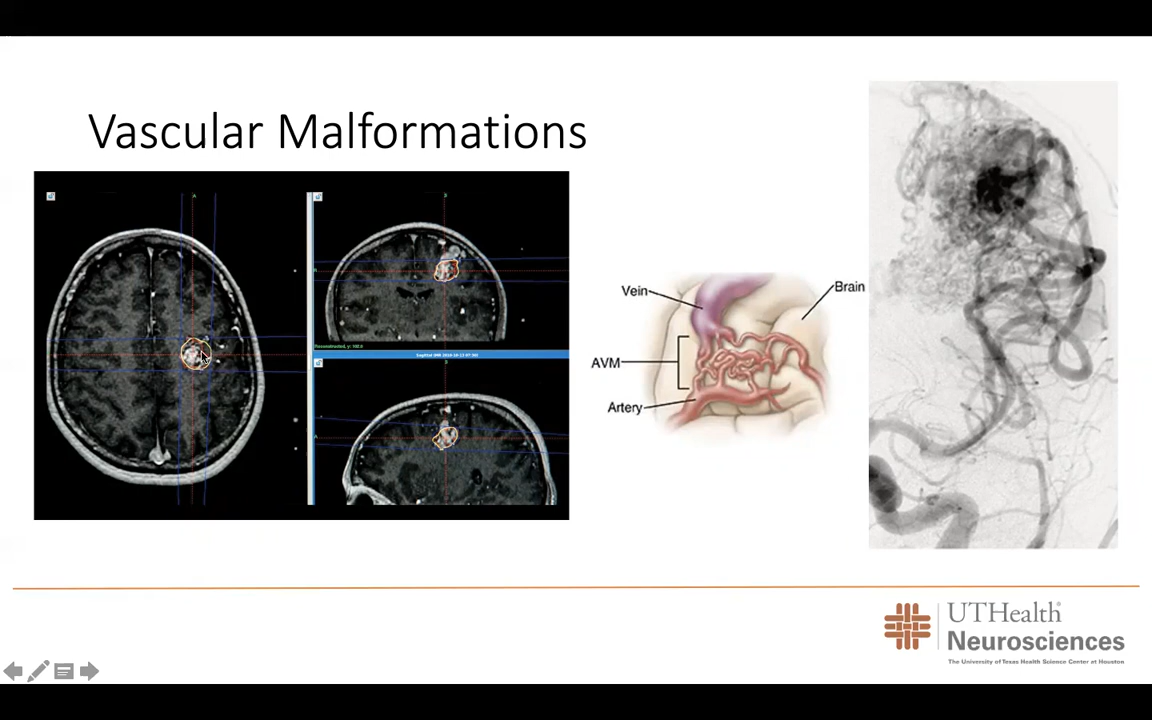 Vascular Malformations
Vein
Brain
AVM
Artery
UTHealth
Neurosciences
The University of Texas Health Science Center at Houston